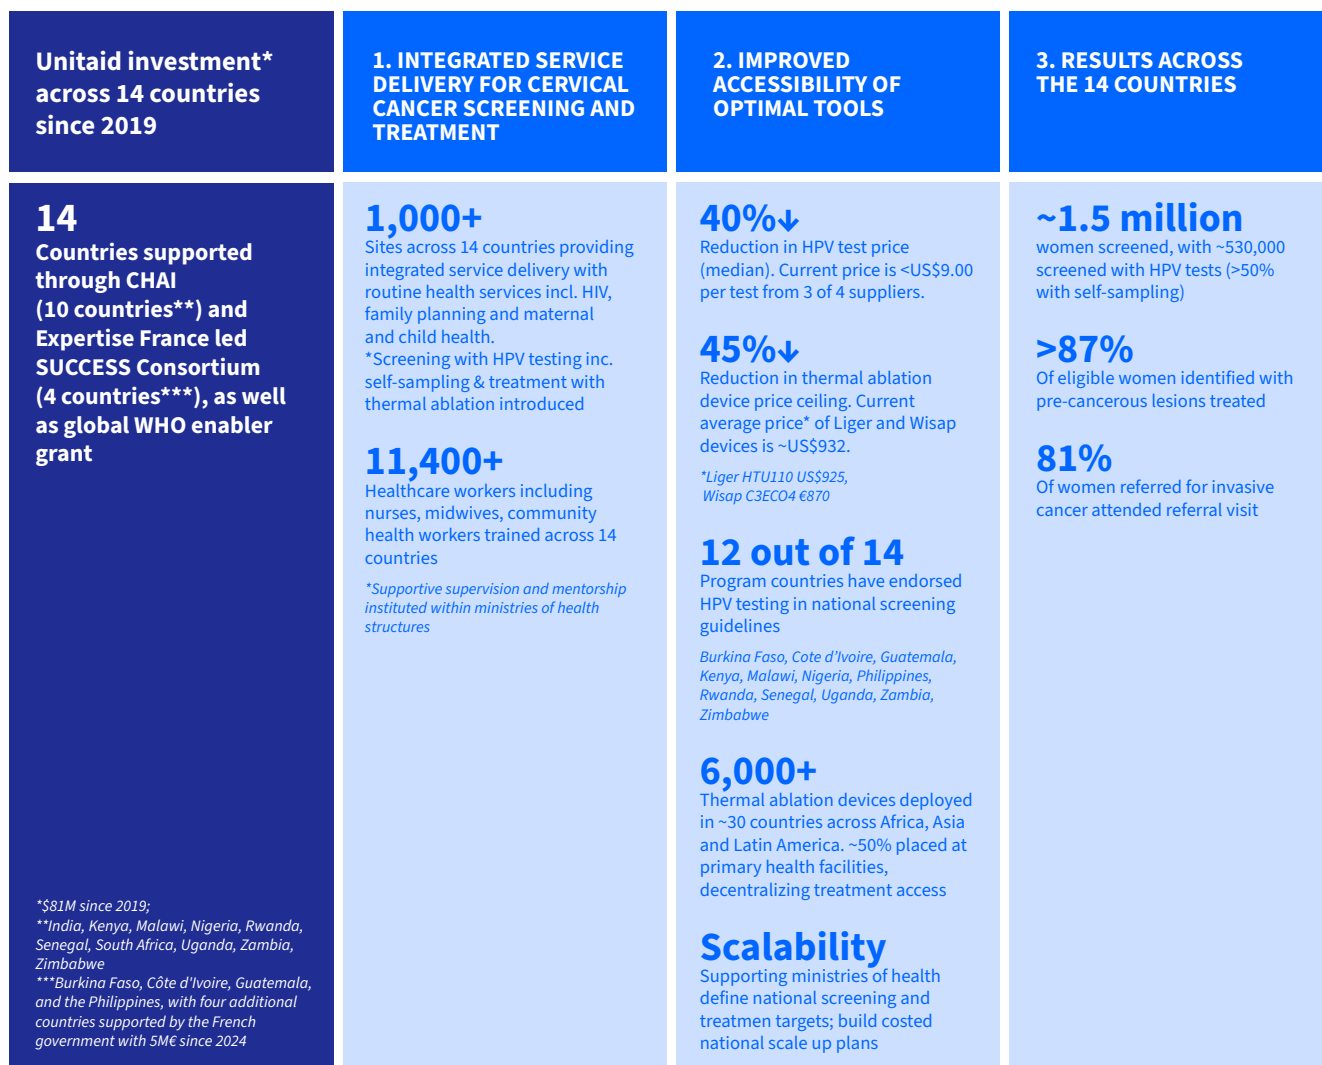 Unitaid investment*
across 14 countries
since 2019
14
Countries supported
through CHAI
(10 countries**) and
Expertise France led
SUCCESS Consortium
(4 countries***), as well
as global WHO enabler
grant
*$81M since 2019;
**India, Kenya, Malawi, Nigeria, Rwanda,
Senegal, South Africa, Uganda, Zambia,
Zimbabwe
***Burkina Faso, Côte d'Ivoire, Guatemala,
and the Philippines, with four additional
countries supported by the French
government with 5M€ since 2024
1. INTEGRATED SERVICE
DELIVERY FOR CERVICAL
CANCER SCREENING AND
TREATMENT
1,000+
Sites across 14 countries providing
integrated service delivery with
routine health services incl. HIV,
family planning and maternal
and child health.
*Screening with HPV testing inc.
self-sampling & treatment with
thermal ablation introduced
11,400+
Healthcare workers including
nurses, midwives, community
health workers trained across 14
countries
*Supportive supervision and mentorship
instituted within ministries of health
structures
2. IMPROVED
ACCESSIBILITY OF
OPTIMAL TOOLS
40%↓
Reduction in HPV test price
(median). Current price is <US$9.00
per test from 3 of 4 suppliers.
45%↓
Reduction in thermal ablation
device price ceiling. Current
average price* of Liger and Wisap
devices is ~US$932.
*Liger HTU110 US$925,
Wisap C3ECO4 €870
12 out of 14
Program countries have endorsed
HPV testing in national screening
guidelines
Burkina Faso, Cote d’Ivoire, Guatemala,
Kenya, Malawi, Nigeria, Philippines,
Rwanda, Senegal, Uganda, Zambia,
Zimbabwe
6,000+
Thermal ablation devices deployed
in ~30 countries across Africa, Asia
and Latin America. ~50% placed at
primary health facilities,
decentralizing treatment access
Scalability
Supporting ministries of health
define national screening and
treatmen targets; build costed
national scale up plans
3. RESULTS ACROSS
THE 14 COUNTRIES
~1.5 million
women screened, with ~530,000
screened with HPV tests (>50%
with self-sampling)
>87%
Of eligible women identified with
pre-cancerous lesions treated
81%
Of women referred for invasive
cancer attended referral visit